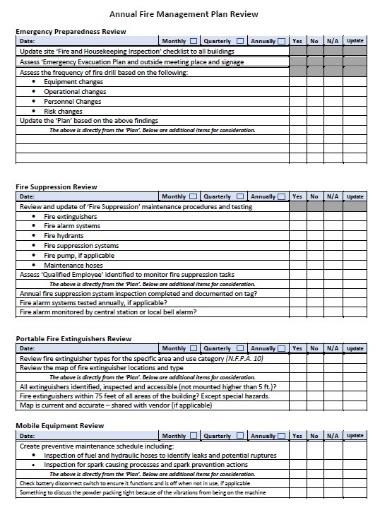 Annual Fire Management Plan Review
Emergency Preparedness Review
Date: Monthly Quarterly Annually Yes No N/A Update
Update site 'Fire and Housekeeping Inspection' checklist to all buildings
Assess 'Emergency Evacuation Plan and outside meeting place and signage
Assess the frequency of fire drill based on the following:
• Equipment changes
• Operational changes
• Personnel Changes
• Risk changes
Update the 'Plan' based on the above findings
The above is directly from the 'Plan'. Below are additional items for consideration.
Fire Suppression Review
Date: Monthly Quarterly Annually Yes No N/A Update
Review and update of 'Fire Suppression' maintenance procedures and testing
• Fire extinguishers
• Fire alarm systems
• Fire hydrants
• Fire suppression systems
• Fire pump, if applicable
• Maintenance hoses
Assess 'Qualified Employee' identified to monitor fire suppression tasks
The above is directly from the 'Plan'. Below are additional items for consideration.
Annual fire suppression system inspection completed and documented on tag?
Fire alarm systems tested annually, if applicable?
Fire alarm monitored by central station or local bell alarm?
Portable Fire Extinguishers Review
Date: Monthly Quarterly Annually Yes No N/A Update
Review fire extinguisher types for the specific area and use category (N.F.P.A. 10)
Review the map of fire extinguisher locations and type
The above is directly from the 'Plan'. Below are additional items for consideration.
All extinguishers identified, inspected and accessible (not mounted higher than 5 ft.)?
Fire extinguishers within 75 feet of all areas of the building? Except special hazards.
Map is current and accurate – shared with vendor (if applicable)
Mobile Equipment Review
Date: Monthly Quarterly Annually Yes No N/A Update
Create preventive maintenance schedule including:
• Inspection of fuel and hydraulic hoses to identify leaks and potential ruptures
• Inspection for spark causing processes and spark prevention actions
The above is directly from the 'Plan'. Below are additional items for consideration.
Check battery disconnect switch to ensure it functions and is off when not in use, if applicable
Something to discuss the powder packing tight because of the vibrations from being on the machine